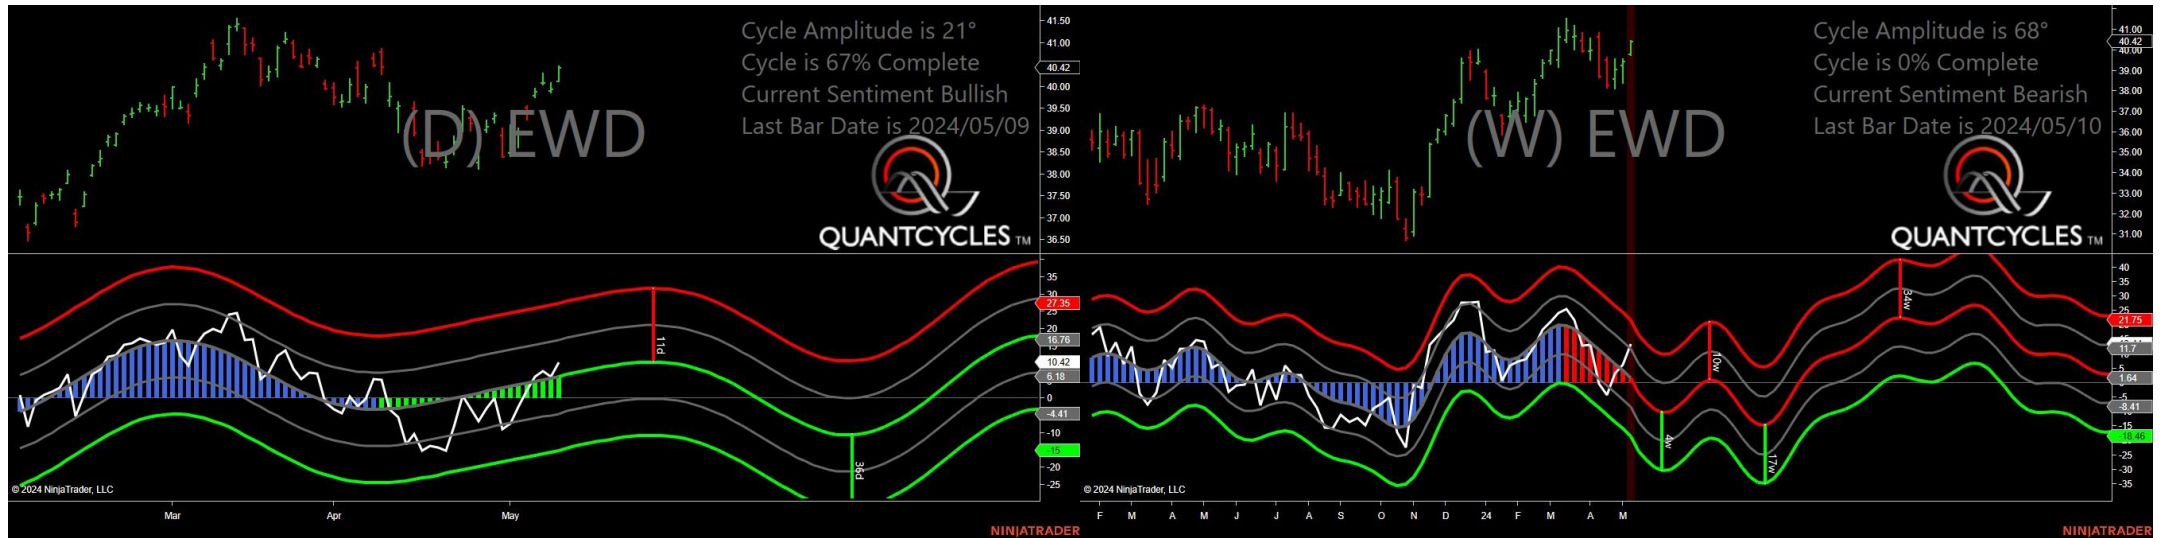 Cycle Amplitude is 21°
Cycle is 67% Complete
Current Sentiment Bullish
Last Bar Date is 2024/05/09
(D) EWD
QUANTCYCLES TM
41.50
41.00
40.42
40.00
39.50
39.00
38.50
38.00
37.50
37.00
36.50
35
30
27.35
25
20
16.76
10.42
6.18
0
-4.41
-10
-15
-20
-25
11d
36d
© 2024 NinjaTrader, LLC
Mar Apr May
NINJATRADER
Cycle Amplitude is 68°
Cycle is 0% Complete
Current Sentiment Bearish
Last Bar Date is 2024/05/10
(W) EWD
QUANTCYCLES TM
41.00
40.42
40.00
39.00
38.00
37.00
36.00
35.00
34.00
33.00
32.00
31.00
40
35
30
25
21.75
11.7
5
1.64
-5
-8.41
-15
-18.46
-25
-30
-35
4w
10w
17w
34w
© 2024 NinjaTrader, LLC
F M A M J J A S O N D 24 F M A M
NINJATRADER